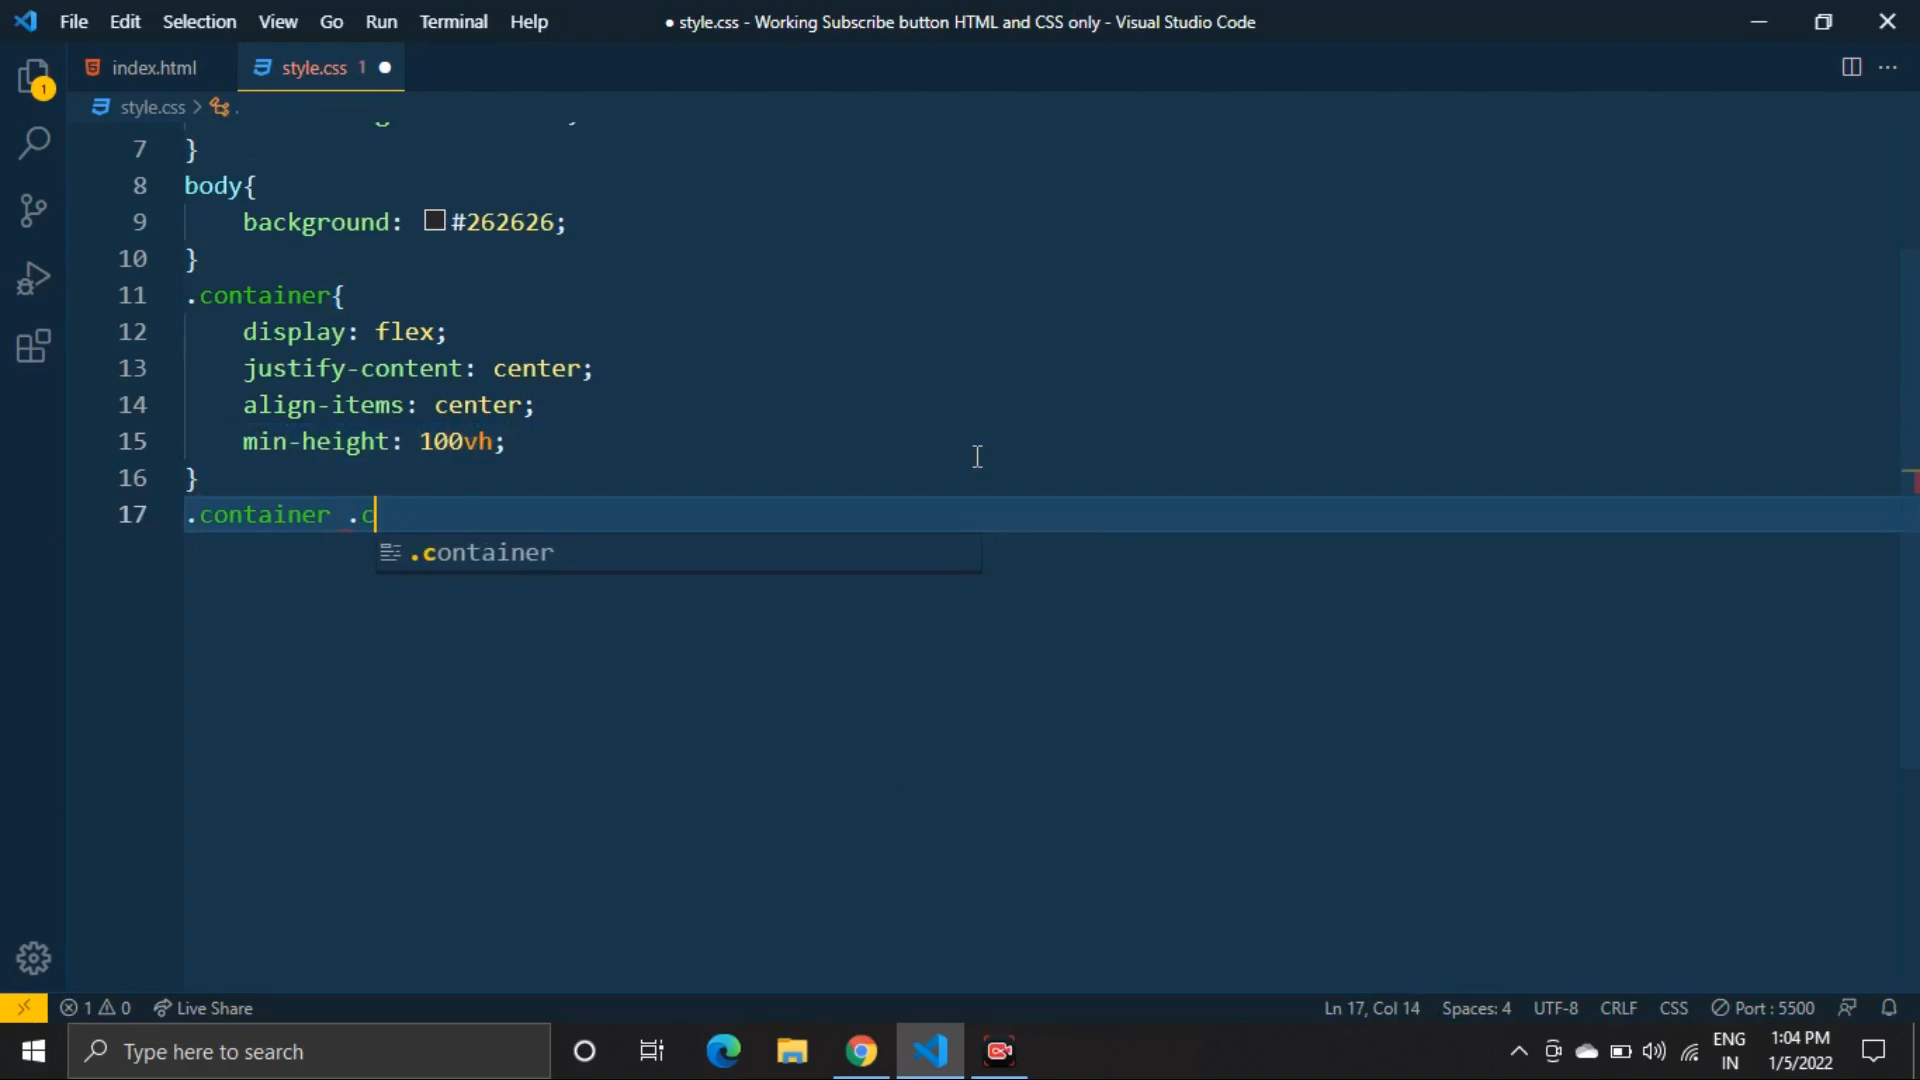 File Edit Selection View Go Run Terminal Help
● style.css - Working Subscribe button HTML and CSS only - Visual Studio Code
index.html
style.css 1
style.css > .
7 }
8 body{
9 background: #262626;
10 }
11 .container{
12 display: flex;
13 justify-content: center;
14 align-items: center;
15 min-height: 100vh;
16 }
17 .container .c
.container
1
1 0 Live Share
Ln 17, Col 14 Spaces: 4 UTF-8 CRLF CSS Port : 5500
Type here to search
ENG
IN
1:04 PM
1/5/2022